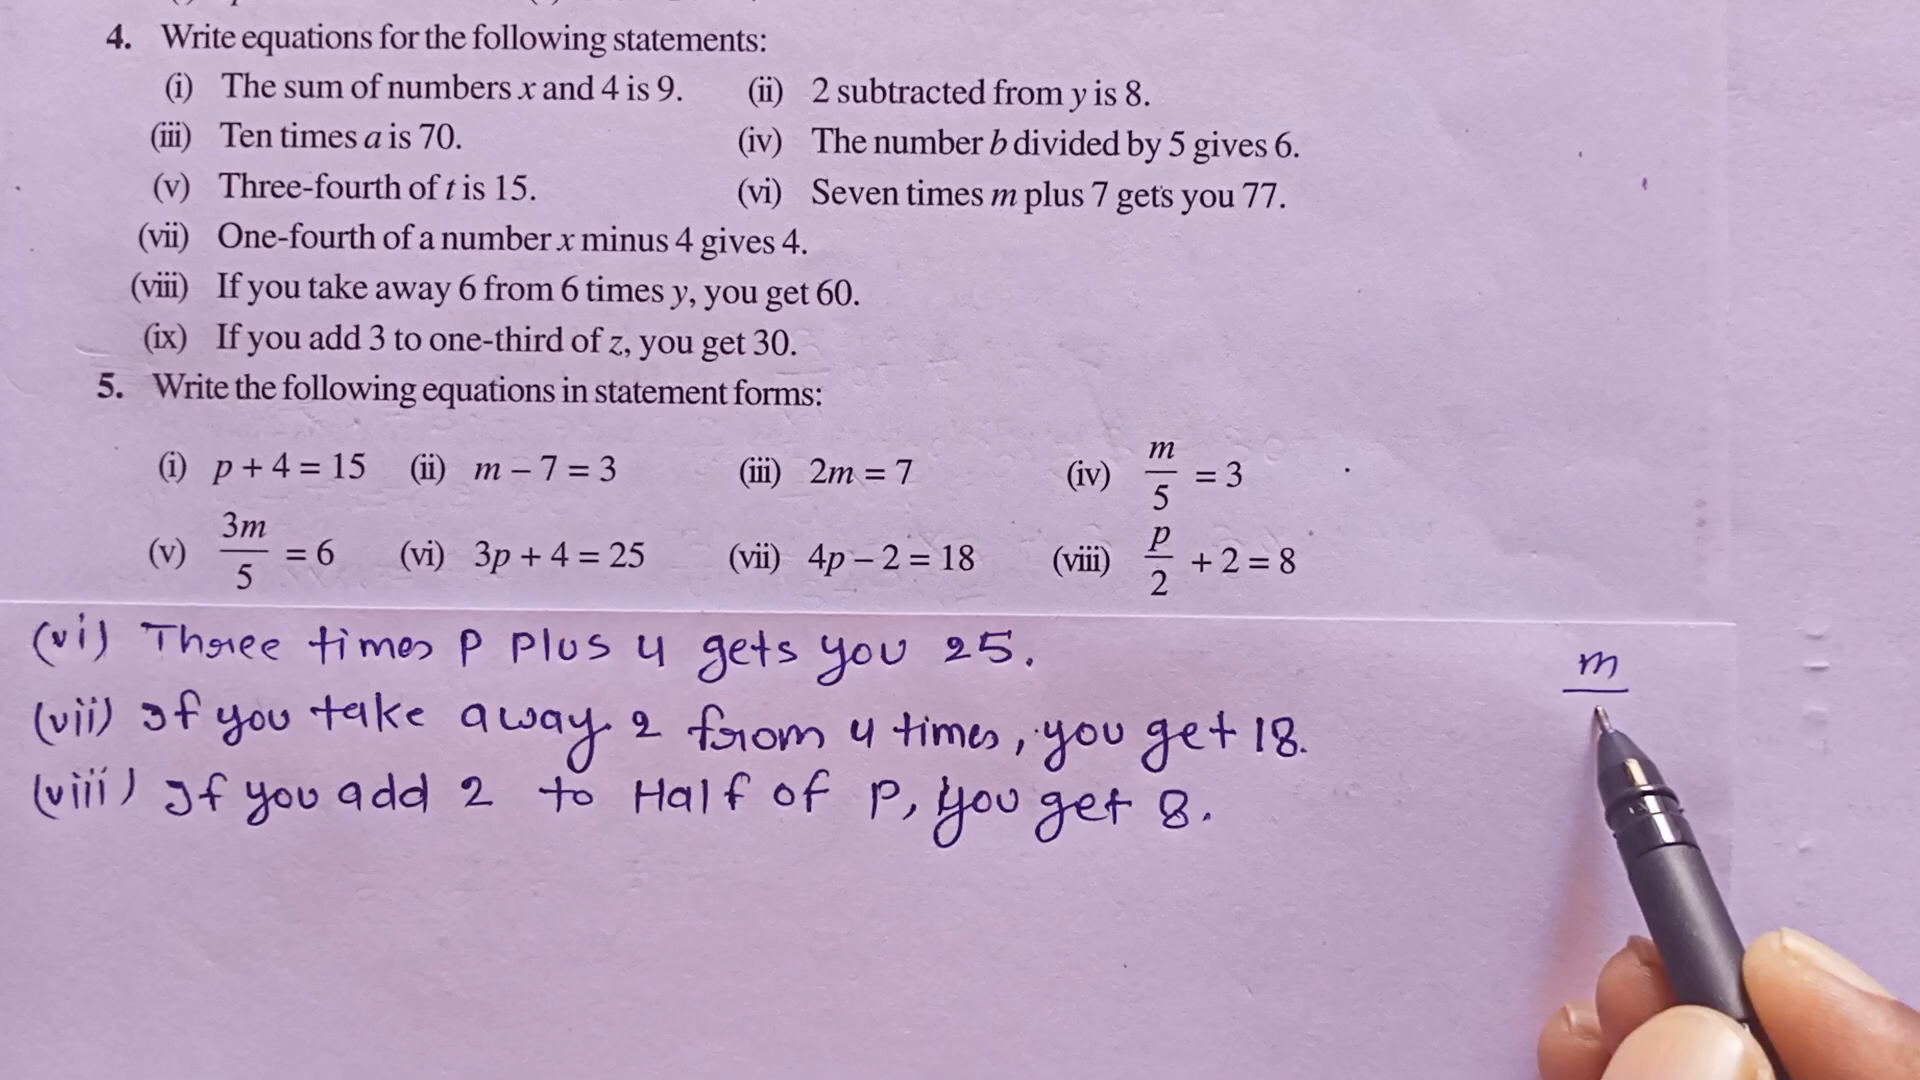 4. Write equations for the following statements:
(i) The sum of numbers x and 4 is 9. (ii) 2 subtracted from y is 8.
(iii) Ten times a is 70. (iv) The number b divided by 5 gives 6.
(v) Three-fourth of t is 15. (vi) Seven times m plus 7 gets you 77.
(vii) One-fourth of a number x minus 4 gives 4.
(viii) If you take away 6 from 6 times y, you get 60.
(ix) If you add 3 to one-third of z, you get 30.
5. Write the following equations in statement forms:
(i) p + 4 = 15 (ii) m – 7 = 3 (iii) 2m = 7 (iv) m/5 = 3
(v) 3m/5 = 6 (vi) 3p + 4 = 25 (vii) 4p – 2 = 18 (viii) p/2 + 2 = 8
(vi) Three times P plus 4 gets you 25.
m
(vii) If you take away 2 from 4 times, you get 18.
(viii) If you add 2 to Half of P, you get 8.